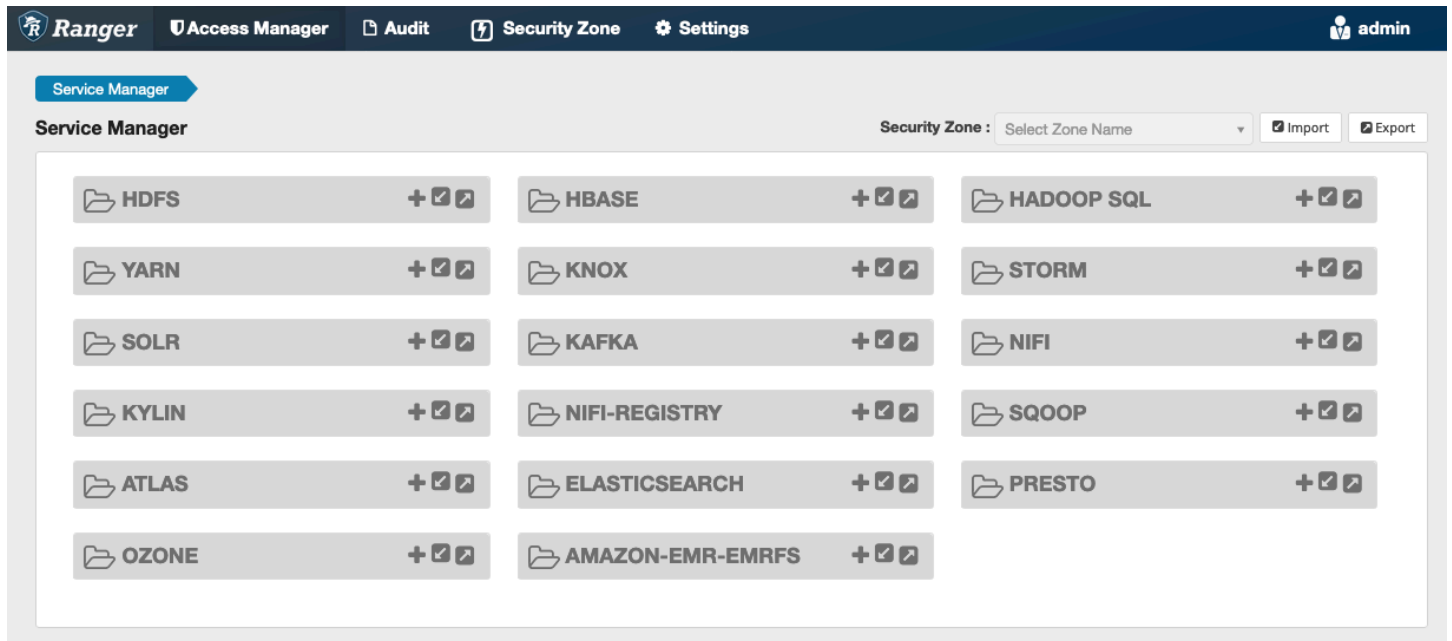 Ranger Access Manager Audit Security Zone Settings admin
Service Manager
Service Manager Security Zone : Select Zone Name Import Export
HDFS HBASE HADOOP SQL
YARN KNOX STORM
SOLR KAFKA NIFI
KYLIN NIFI-REGISTRY SQOOP
ATLAS ELASTICSEARCH PRESTO
OZONE AMAZON-EMR-EMRFS